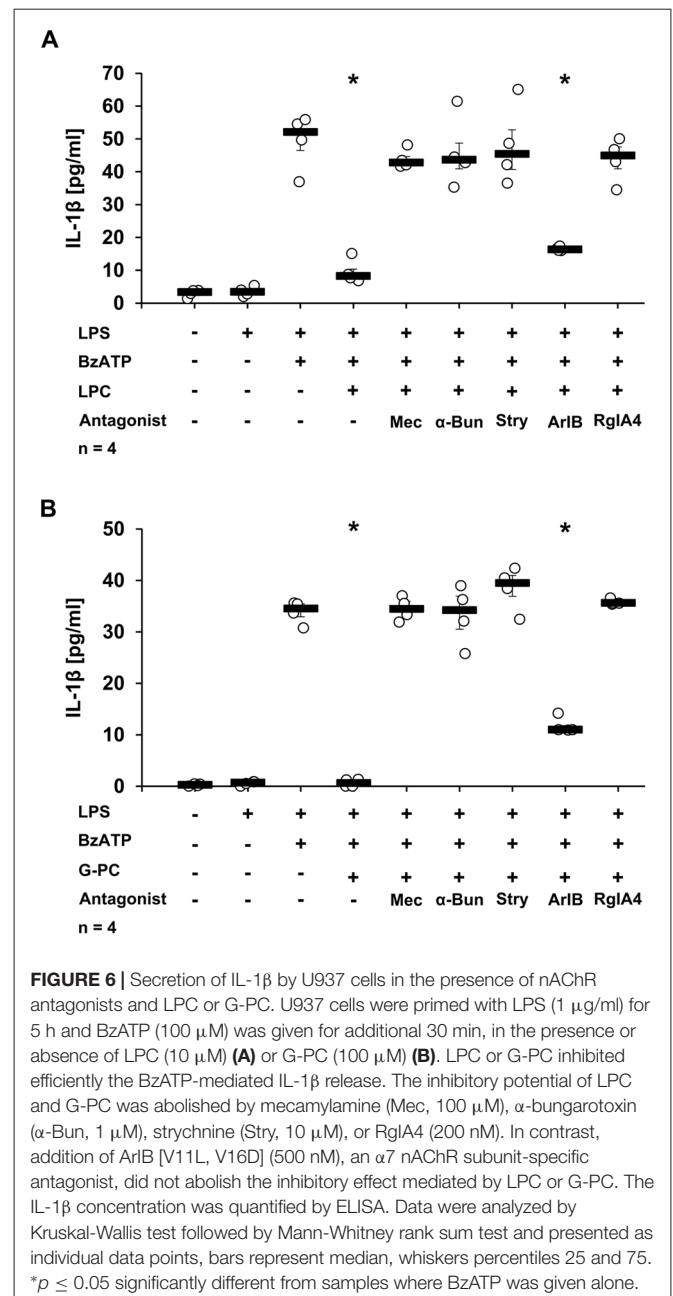 A
70
*
*
60
50
40
30
20
10
0
IL-1β [pg/ml]
LPS - + + + + + + + +
BzATP - - + + + + + + +
LPC - - - + + + + + +
Antagonist - - - - Mec α-Bun Stry ArIB RgIA4
n = 4
B
50
*
*
40
30
20
10
0
IL-1β [pg/ml]
LPS - + + + + + + + +
BzATP - - + + + + + + +
G-PC - - - + + + + + +
Antagonist - - - - Mec α-Bun Stry ArIB RgIA4
n = 4
FIGURE 6 | Secretion of IL-1β by U937 cells in the presence of nAChR
antagonists and LPC or G-PC. U937 cells were primed with LPS (1 μg/ml) for
5 h and BzATP (100 μM) was given for additional 30 min, in the presence or
absence of LPC (10 μM) (A) or G-PC (100 μM) (B). LPC or G-PC inhibited
efficiently the BzATP-mediated IL-1β release. The inhibitory potential of LPC
and G-PC was abolished by mecamylamine (Mec, 100 μM), α-bungarotoxin
(α-Bun, 1 μM), strychnine (Stry, 10 μM), or RgIA4 (200 nM). In contrast,
addition of ArIB [V11L, V16D] (500 nM), an α7 nAChR subunit-specific
antagonist, did not abolish the inhibitory effect mediated by LPC or G-PC. The
IL-1β concentration was quantified by ELISA. Data were analyzed by
Kruskal-Wallis test followed by Mann-Whitney rank sum test and presented as
individual data points, bars represent median, whiskers percentiles 25 and 75.
*p ≤ 0.05 significantly different from samples where BzATP was given alone.